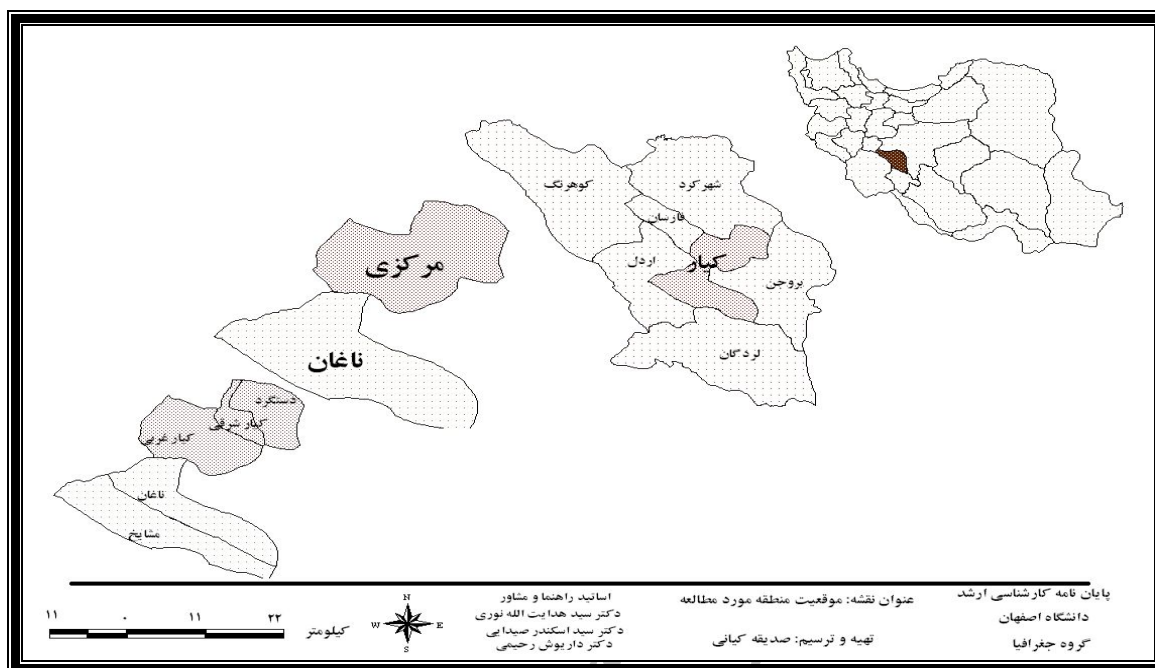 کوهرنگ
شهرکرد
فارسان
اردل
کیار
بروجن
لردگان
مرکزی
ناغان
دستگرد
کیار شرقی
کیار غربی
ناغان
مشایخ
پایان نامه کارشناسی ارشد
دانشگاه اصفهان
گروه جغرافیا
عنوان نقشه: موقعیت منطقه مورد مطالعه
تهیه و ترسیم: صدیقه کیانی
اساتید راهنما و مشاور
دکتر سید هدایت الله نوری
دکتر سید اسکندر صیدایی
دکتر داریوش رحیمی
N
W E
S
۱۱ ۰ ۱۱ ۲۲
کیلومتر